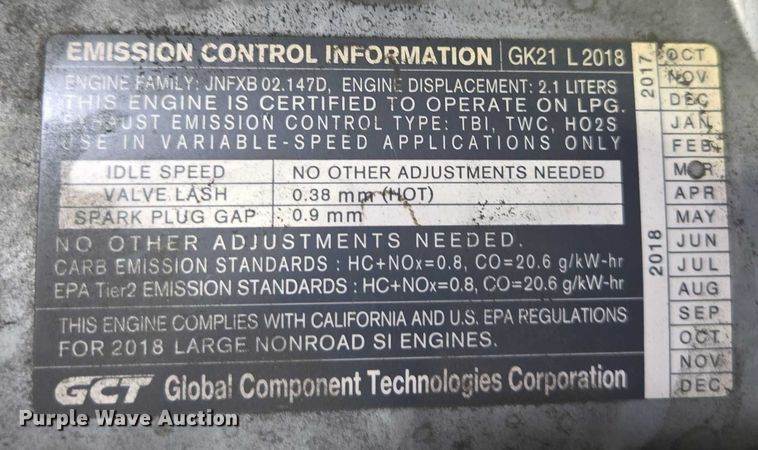 EMISSION CONTROL INFORMATION GK21 L 2018
ENGINE FAMILY: JNFXB 02.147D, ENGINE DISPLACEMENT: 2.1 LITERS
THIS ENGINE IS CERTIFIED TO OPERATE ON LPG.
EXHAUST EMISSION CONTROL TYPE: TBI, TWC, HO2S
USE IN VARIABLE-SPEED APPLICATIONS ONLY
IDLE SPEED NO OTHER ADJUSTMENTS NEEDED
VALVE LASH 0.38 mm (HOT)
SPARK PLUG GAP 0.9 mm
NO OTHER ADJUSTMENTS NEEDED.
CARB EMISSION STANDARDS : HC+NOx=0.8, CO=20.6 g/kW-hr
EPA Tier2 EMISSION STANDARDS : HC+NOx=0.8, CO=20.6 g/kW-hr
THIS ENGINE COMPLIES WITH CALIFORNIA AND U.S. EPA REGULATIONS
FOR 2018 LARGE NONROAD SI ENGINES.
GCT Global Component Technologies Corporation
2017
OCT
NOV
DEC
2018
JAN
FEB
MAR
APR
MAY
JUN
JUL
AUG
SEP
OCT
NOV
DEC
Purple Wave Auction